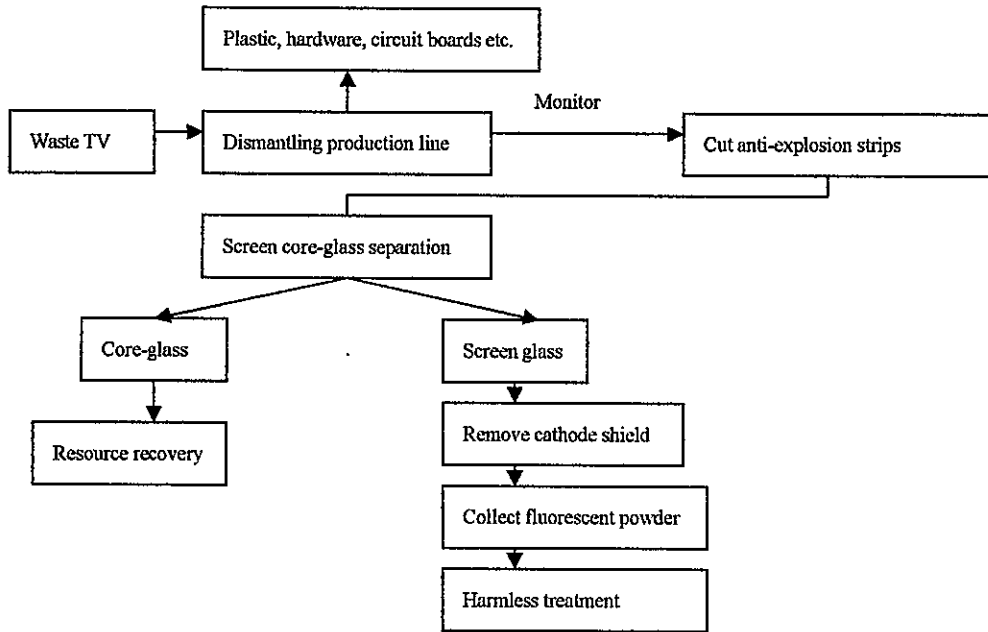 Plastic, hardware, circuit boards etc.
Monitor
Waste TV
Dismantling production line
Cut anti-explosion strips
Screen core-glass separation
Core-glass
Screen glass
Resource recovery
Remove cathode shield
Collect fluorescent powder
Harmless treatment